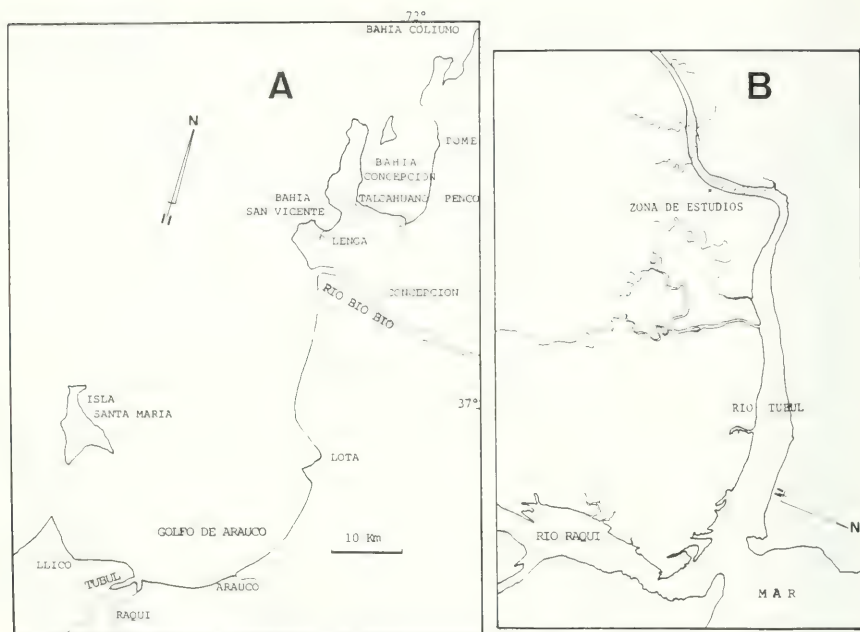 73°
BAHIA COLIUMO
A
N
TOME
BAHIA
CONCEPCION
TALCAHUANO
PENCO
BAHIA
SAN VICENTE
LENGA
CONCEPCION
RIO BIO BIO
37°
ISLA
SANTA MARIA
LOTA
GOLFO DE ARAUCO
10 Km
LLICO
TUBUL
ARAUCO
RAQUI
B
ZONA DE ESTUDIOS
RIO TUBUL
N
RIO RAQUI
MAR